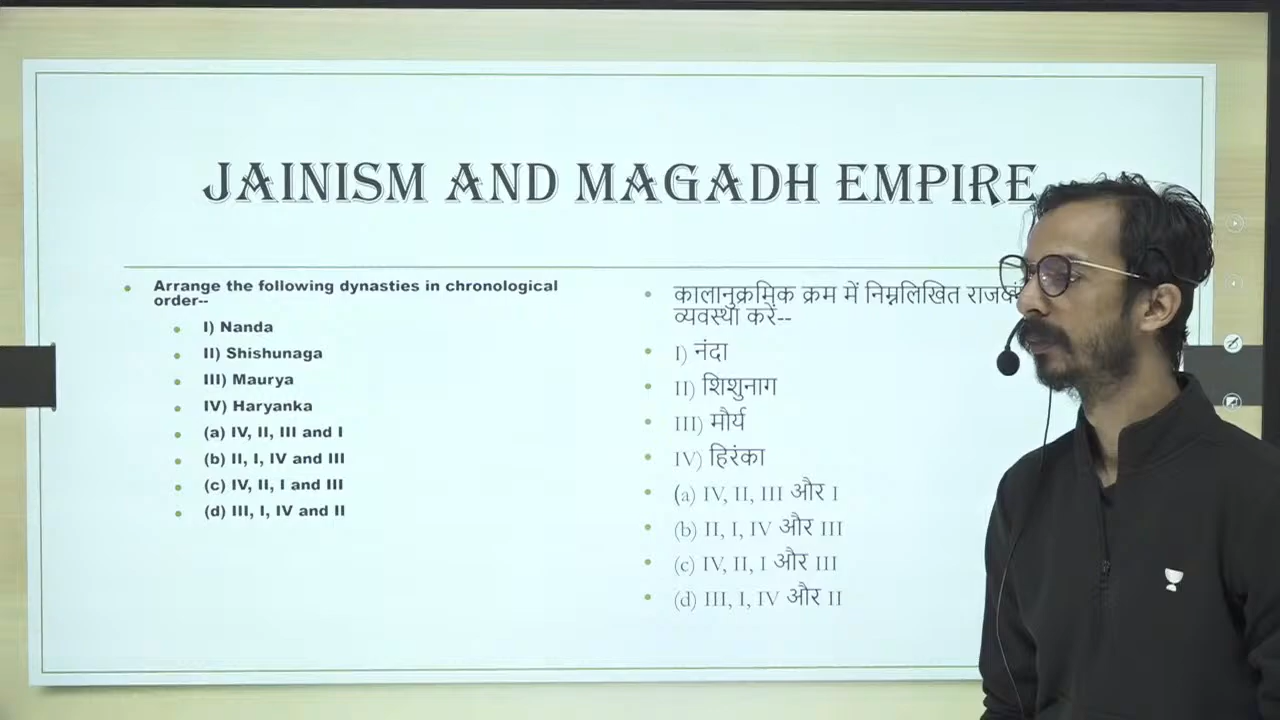 JAINISM AND MAGADH EMPIRE
Arrange the following dynasties in chronological
order--
I) Nanda
II) Shishunaga
III) Maurya
IV) Haryanka
(a) IV, II, III and I
(b) II, I, IV and III
(c) IV, II, I and III
(d) III, I, IV and II
कालानुक्रमिक क्रम में निम्नलिखित
व्यवस्था करें--
I) नंदा
II) शिशुनाग
III) मौर्य
IV) हिरंका
(a) IV, II, III और I
(b) II, I, IV और III
(c) IV, II, I और III
(d) III, I, IV और II